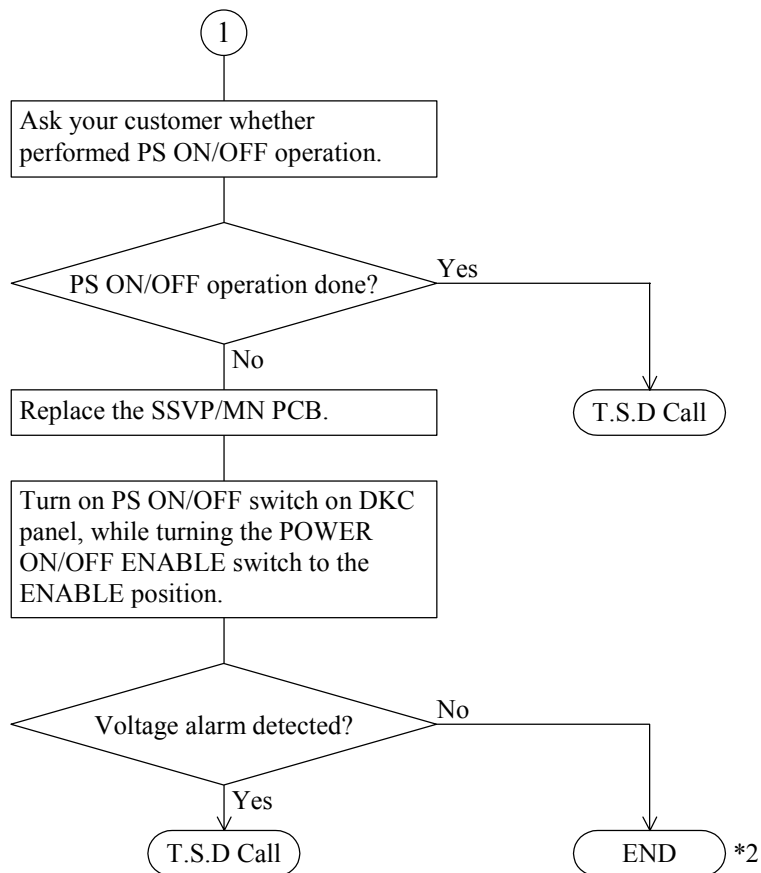 1
Ask your customer whether
performed PS ON/OFF operation.
PS ON/OFF operation done?
Yes
No
Replace the SSVP/MN PCB.
T.S.D Call
Turn on PS ON/OFF switch on DKC
panel, while turning the POWER
ON/OFF ENABLE switch to the
ENABLE position.
Voltage alarm detected?
No
Yes
T.S.D Call
END
*2